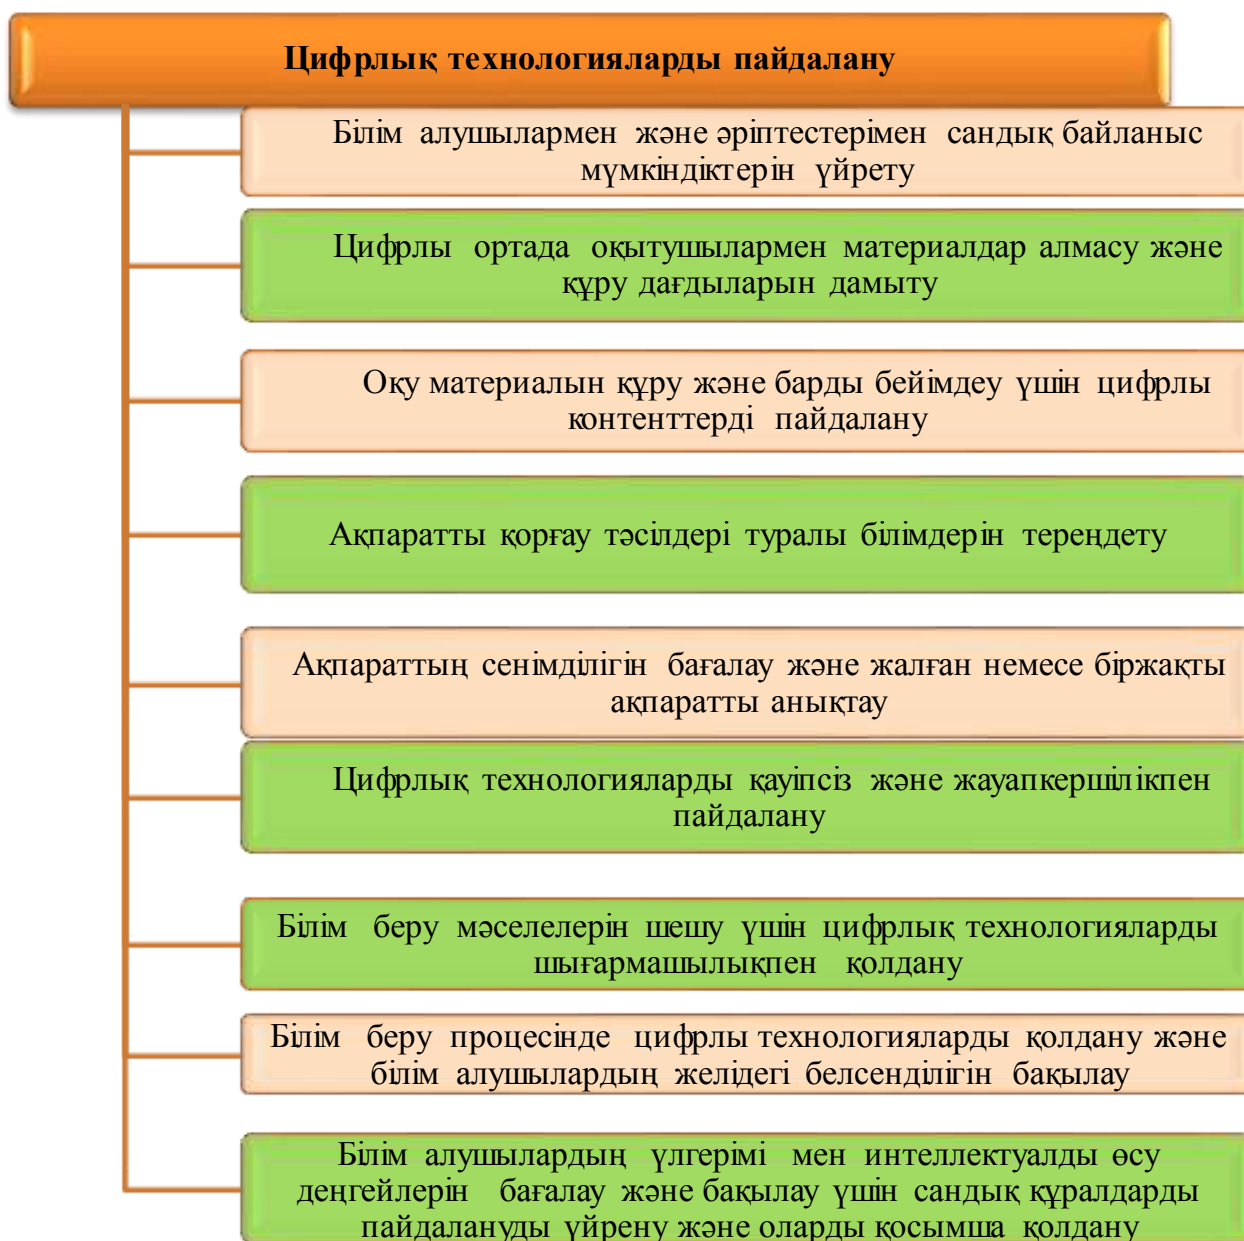 Цифрлық технологияларды пайдалану
Білім алушылармен және әріптестерімен сандық байланыс
мүмкіндіктерін үйрету
Цифрлы ортада оқытушылармен материалдар алмасу және
құру дағдыларын дамыту
Оқу материалын құру және барды бейімдеу үшін цифрлы
контенттерді пайдалану
Ақпаратты қорғау тәсілдері туралы білімдерін тереңдету
Ақпараттың сенімділігін бағалау және жалған немесе біржақты
ақпаратты анықтау
Цифрлық технологияларды қауіпсіз және жауапкершілікпен
пайдалану
Білім беру мәселелерін шешу үшін цифрлық технологияларды
шығармашылықпен қолдану
Білім беру процесінде цифрлы технологияларды қолдану және
білім алушылардың желідегі белсенділігін бақылау
Білім алушылардың үлгерімі мен интеллектуалды өсу
деңгейлерін бағалау және бақылау үшін сандық құралдарды
пайдалануды үйрену және оларды қосымша қолдану